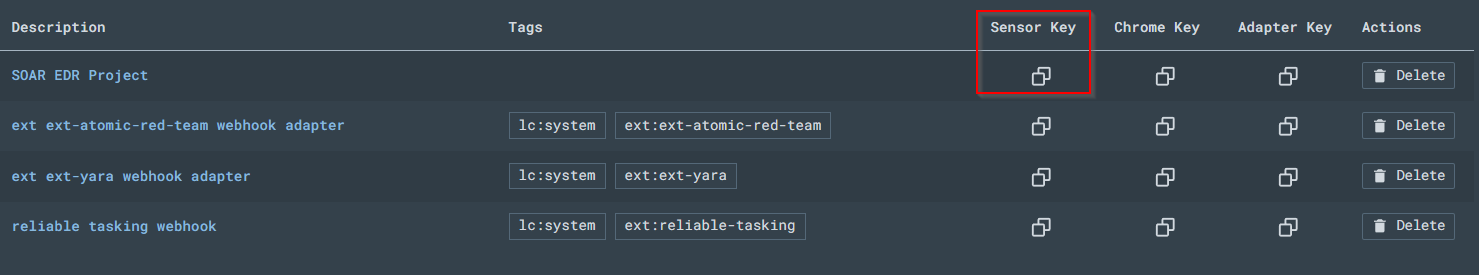 Description Tags Sensor Key Chrome Key Adapter Key Actions
SOAR EDR Project Delete
ext ext-atomic-red-team webhook adapter lc:system ext:ext-atomic-red-team Delete
ext ext-yara webhook adapter lc:system ext:ext-yara Delete
reliable tasking webhook lc:system ext:reliable-tasking Delete